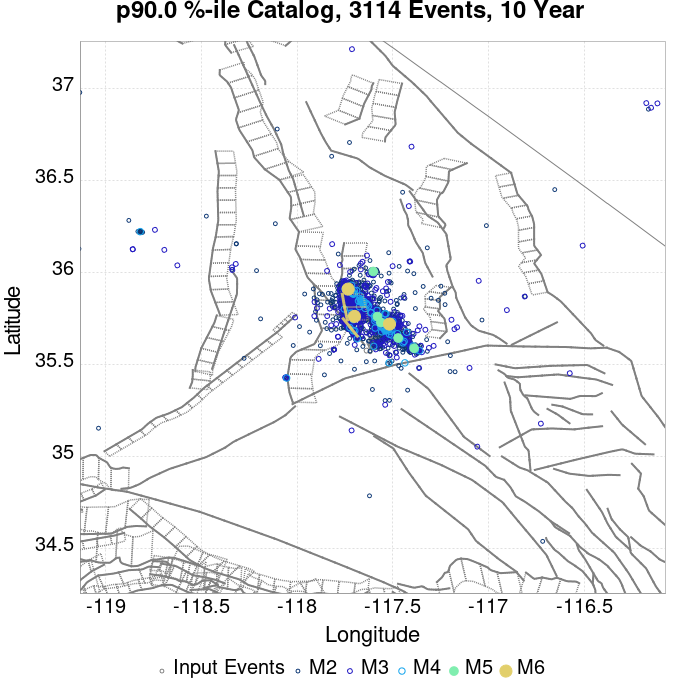 p90.0 %-ile Catalog, 3114 Events, 10 Year
37
36.5
36
35.5
35
34.5
Latitude
-119 -118.5 -118 -117.5 -117 -116.5
Longitude
Input Events M2 M3 M4 M5 M6